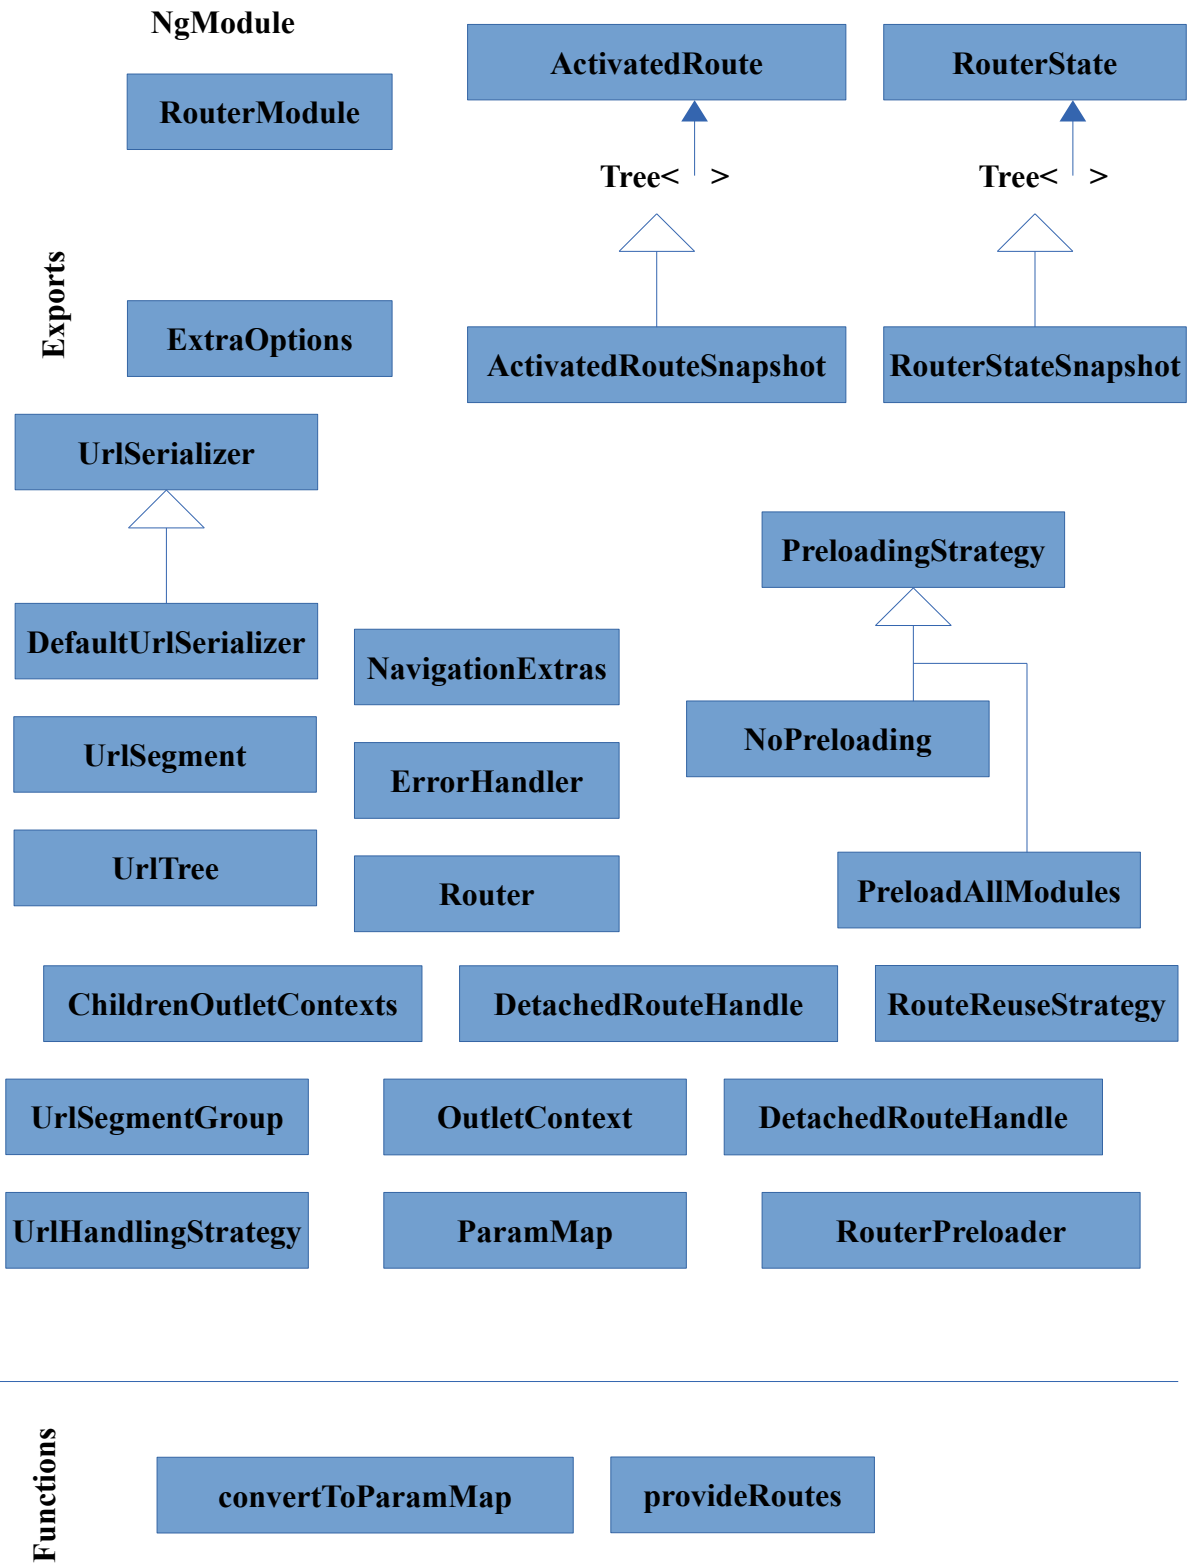 NgModule
ActivatedRoute
RouterState
RouterModule
Tree< >
Tree< >
Exports
ExtraOptions
ActivatedRouteSnapshot
RouterStateSnapshot
UrlSerializer
PreloadingStrategy
DefaultUrlSerializer
NavigationExtras
NoPreloading
UrlSegment
ErrorHandler
UrlTree
Router
PreloadAllModules
ChildrenOutletContexts
DetachedRouteHandle
RouteReuseStrategy
UrlSegmentGroup
OutletContext
DetachedRouteHandle
UrlHandlingStrategy
ParamMap
RouterPreloader
Functions
convertToParamMap
provideRoutes